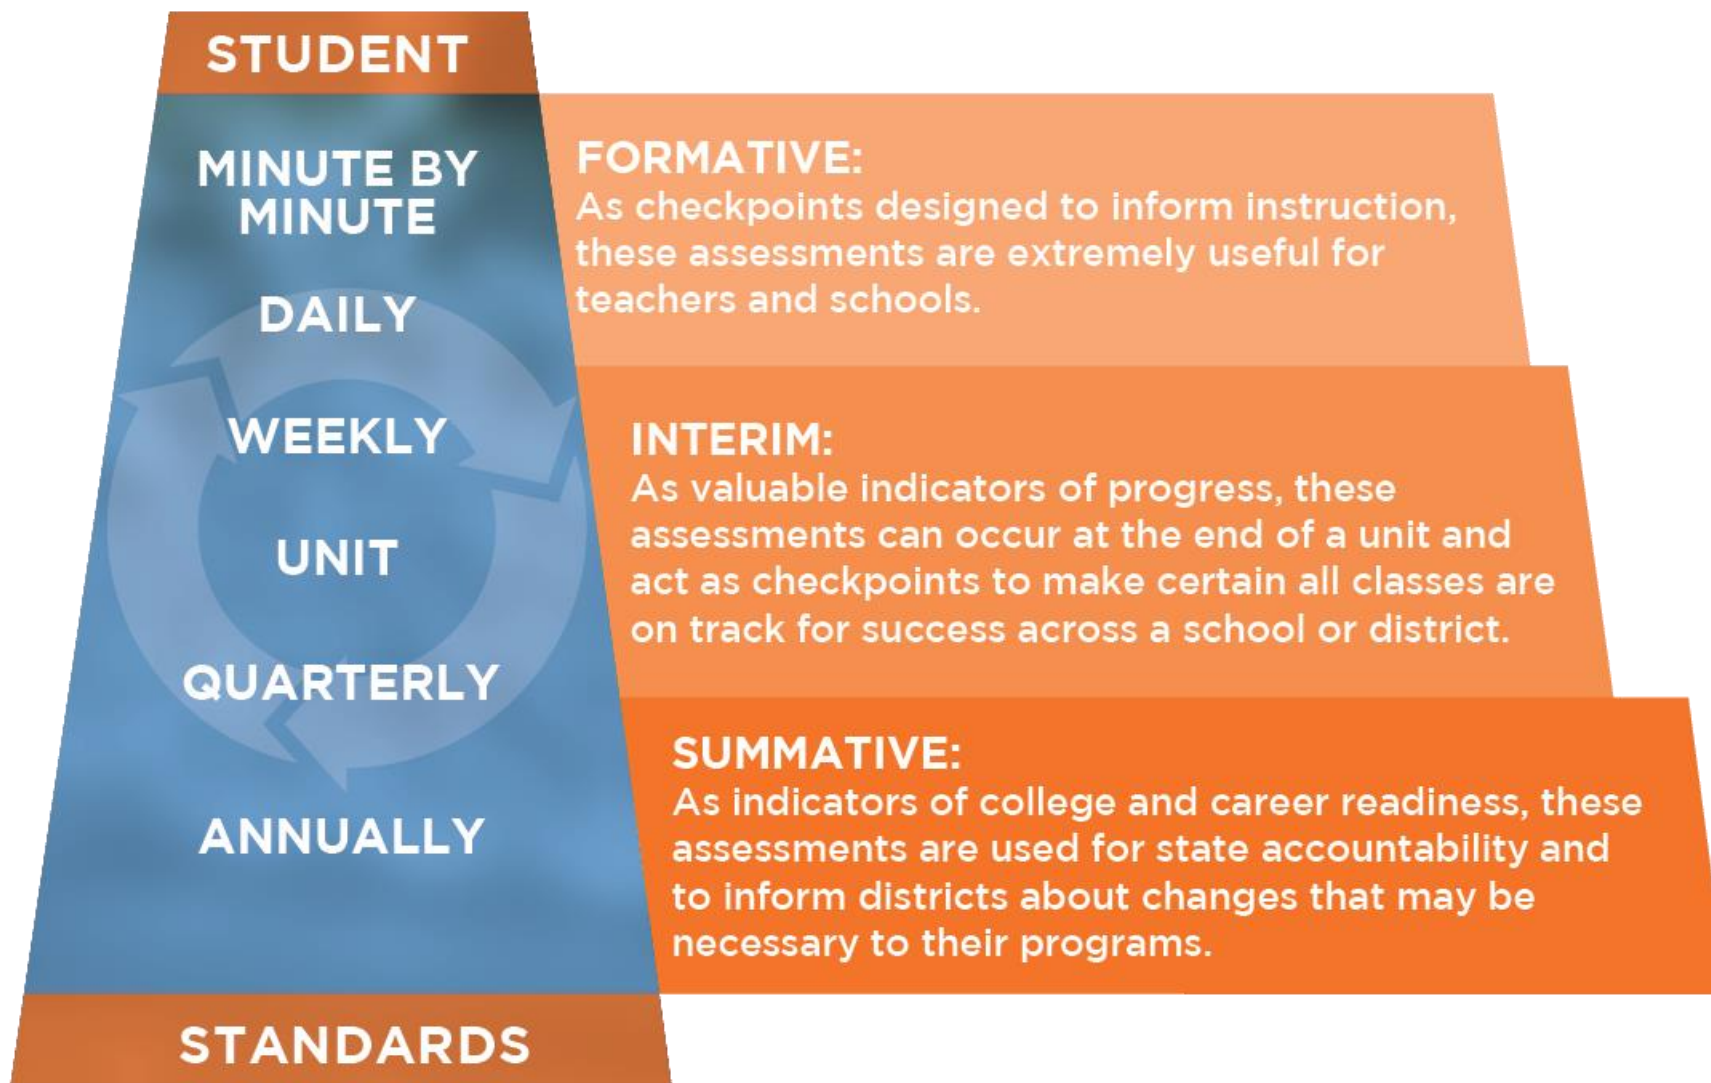 STUDENT
MINUTE BY
MINUTE
DAILY
WEEKLY
UNIT
QUARTERLY
ANNUALLY
STANDARDS
FORMATIVE:
As checkpoints designed to inform instruction,
these assessments are extremely useful for
teachers and schools.
INTERIM:
As valuable indicators of progress, these
assessments can occur at the end of a unit and
act as checkpoints to make certain all classes are
on track for success across a school or district.
SUMMATIVE:
As indicators of college and career readiness, these
assessments are used for state accountability and
to inform districts about changes that may be
necessary to their programs.